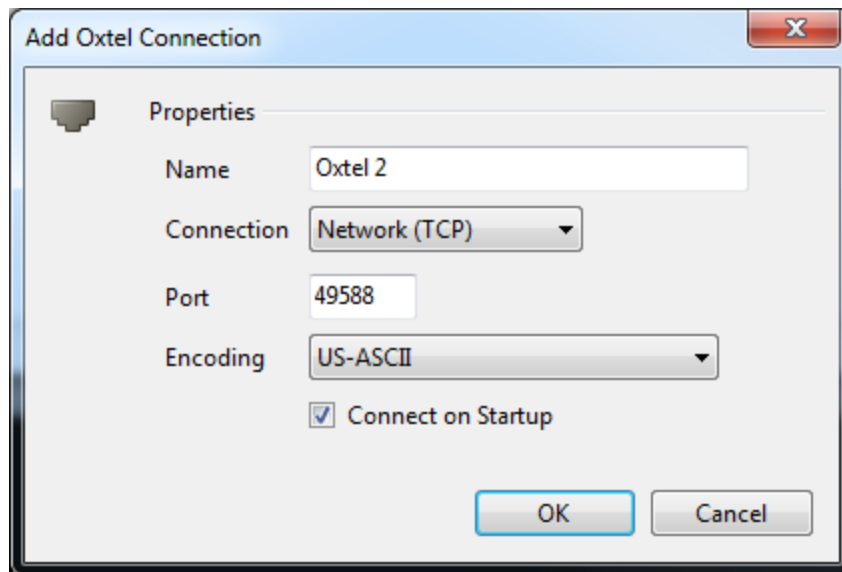 Add Oxtel Connection
Properties
Name Oxtel 2
Connection Network (TCP)
Port 49588
Encoding US-ASCII
Connect on Startup
OK Cancel